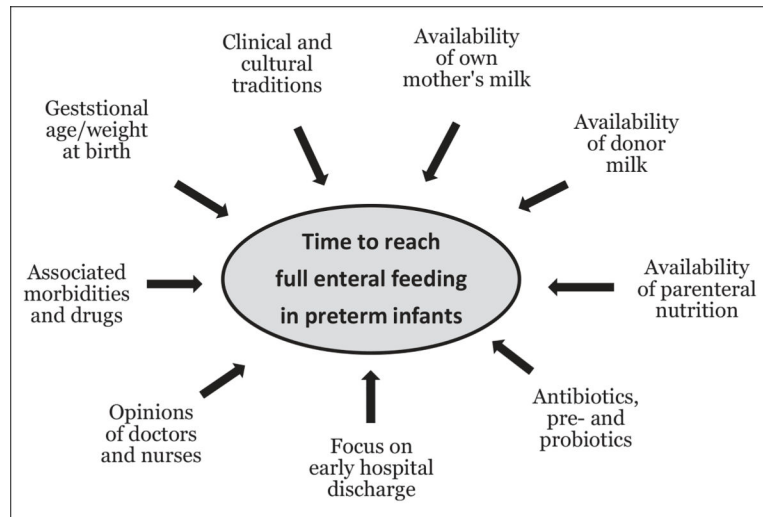 Clinical and
cultural
traditions
Availability
of own
mother's milk
Geststional
age/weight
at birth
Availability
of donor
milk
Time to reach
full enteral feeding
in preterm infants
Associated
morbidities
and drugs
Availability
of parenteral
nutrition
Opinions
of doctors
and nurses
Focus on
early hospital
discharge
Antibiotics,
pre- and
probiotics